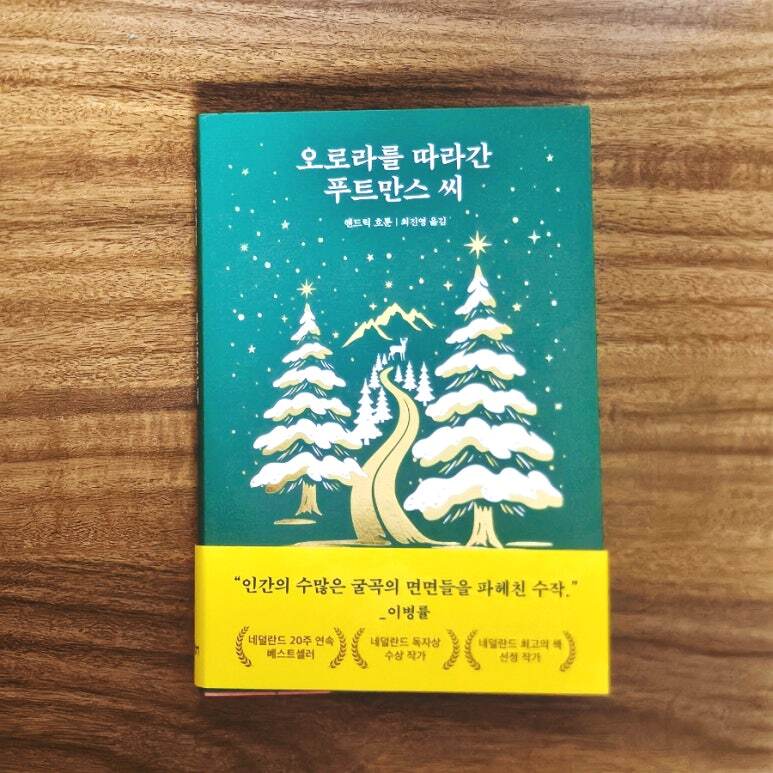 오로라를 따라간
푸트만스 씨
핸드릭 흐룬 | 최진영 옮김
“인간의 수많은 굴곡의 면면들을 파헤친 수작.”
_이병률
네덜란드 20주 연속
베스트셀러
네덜란드 독자상
수상 작가
네덜란드 최고의 책
선정 작가